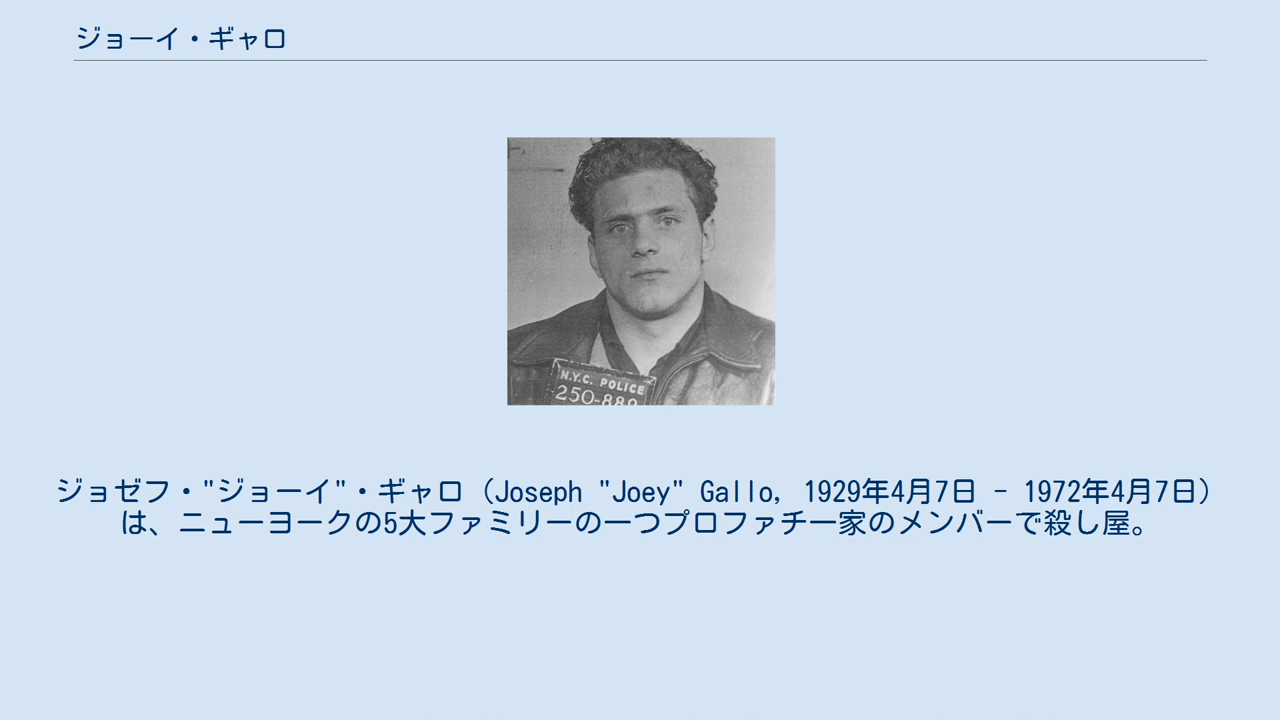 ジョーイ・ギャロ
N.Y.C. POLICE
250-889
ジョゼフ・"ジョーイ"・ギャロ (Joseph "Joey" Gallo, 1929年4月7日 - 1972年4月7日)
は、ニューヨークの5大ファミリーの一つプロファチ一家のメンバーで殺し屋。